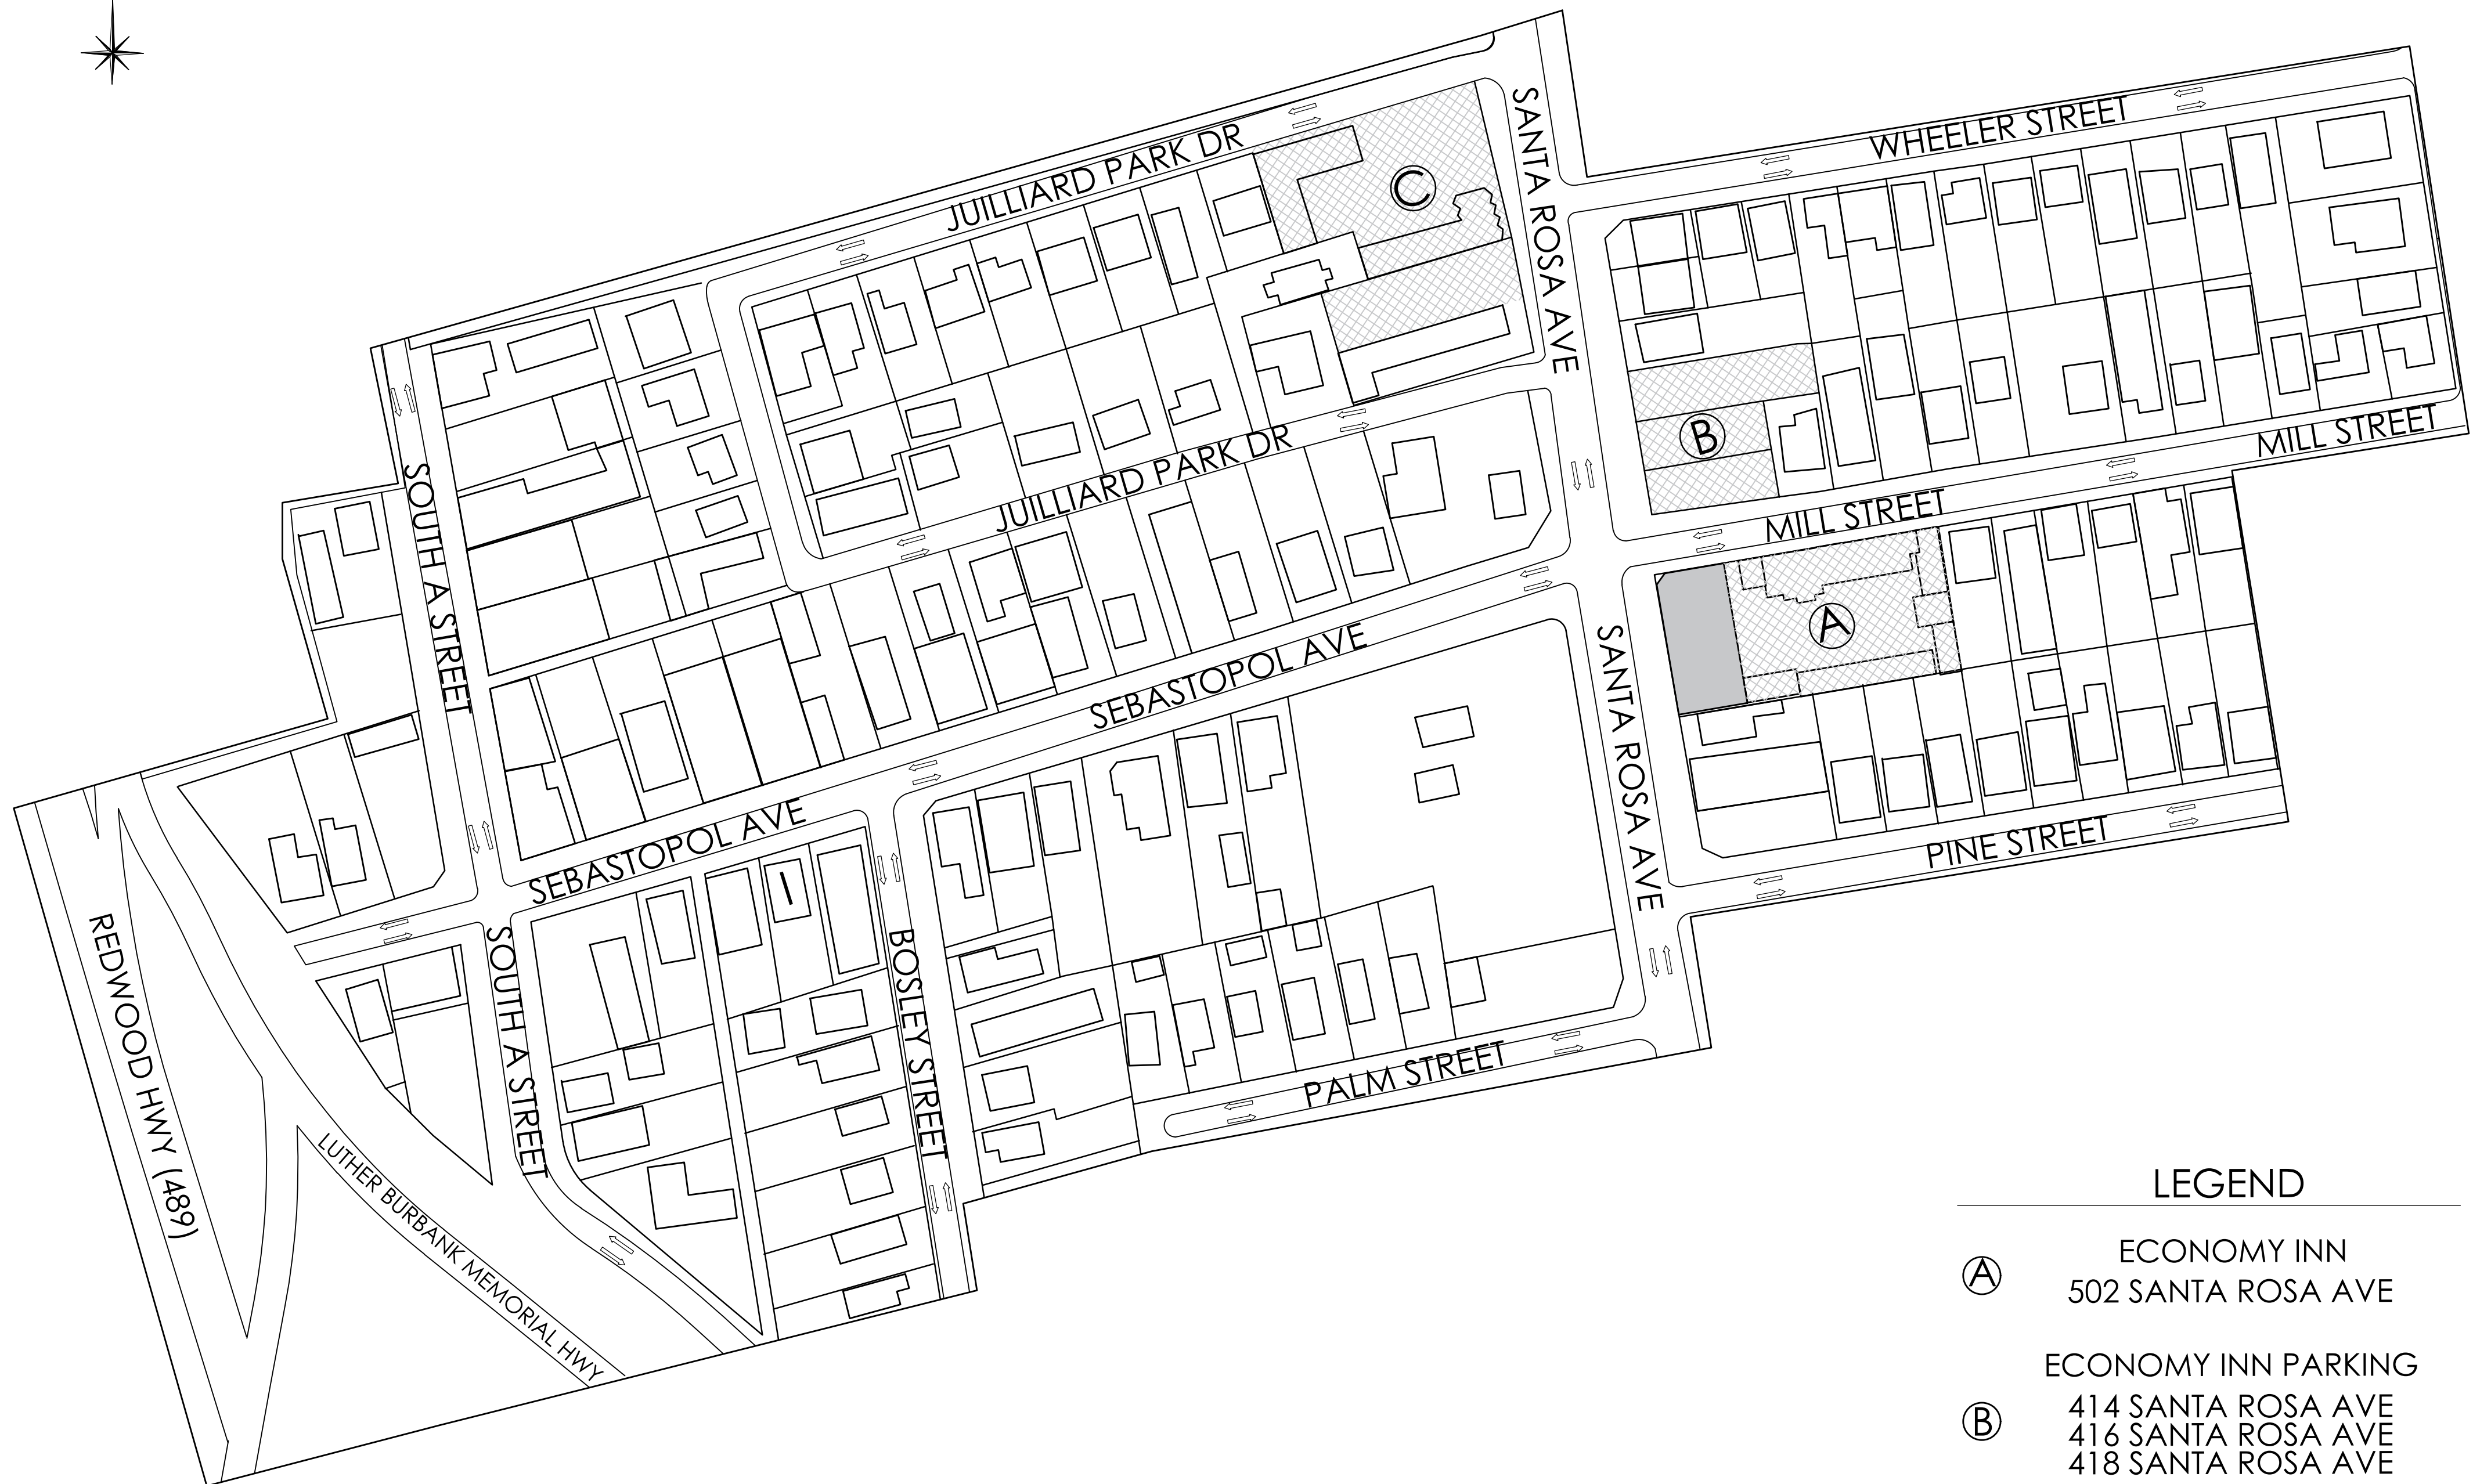 JUILLIARD PARK DR
SANTA ROSA AVE
WHEELER STREET
C
B
JUILLIARD PARK DR
MILL STREET
MILL STREET
SOUTH A STREET
A
SEBASTOPOL AVE
SANTA ROSA AVE
SEBASTOPOL AVE
PINE STREET
REDWOOD HWY (489)
SOUTH A STREET
BOSLEY STREET
PALM STREET
LUTHER BURBANK MEMORIAL HWY
LEGEND
A
ECONOMY INN
502 SANTA ROSA AVE
B
ECONOMY INN PARKING
414 SANTA ROSA AVE
416 SANTA ROSA AVE
418 SANTA ROSA AVE